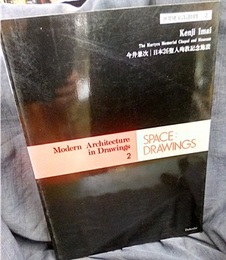 Kenji Imai
The Martyrs Memorial Chapel and Museum
今井兼次|日本26聖人殉教記念施設
Modern Architecture
in Drawings
2
SPACE:
DRAWINGS